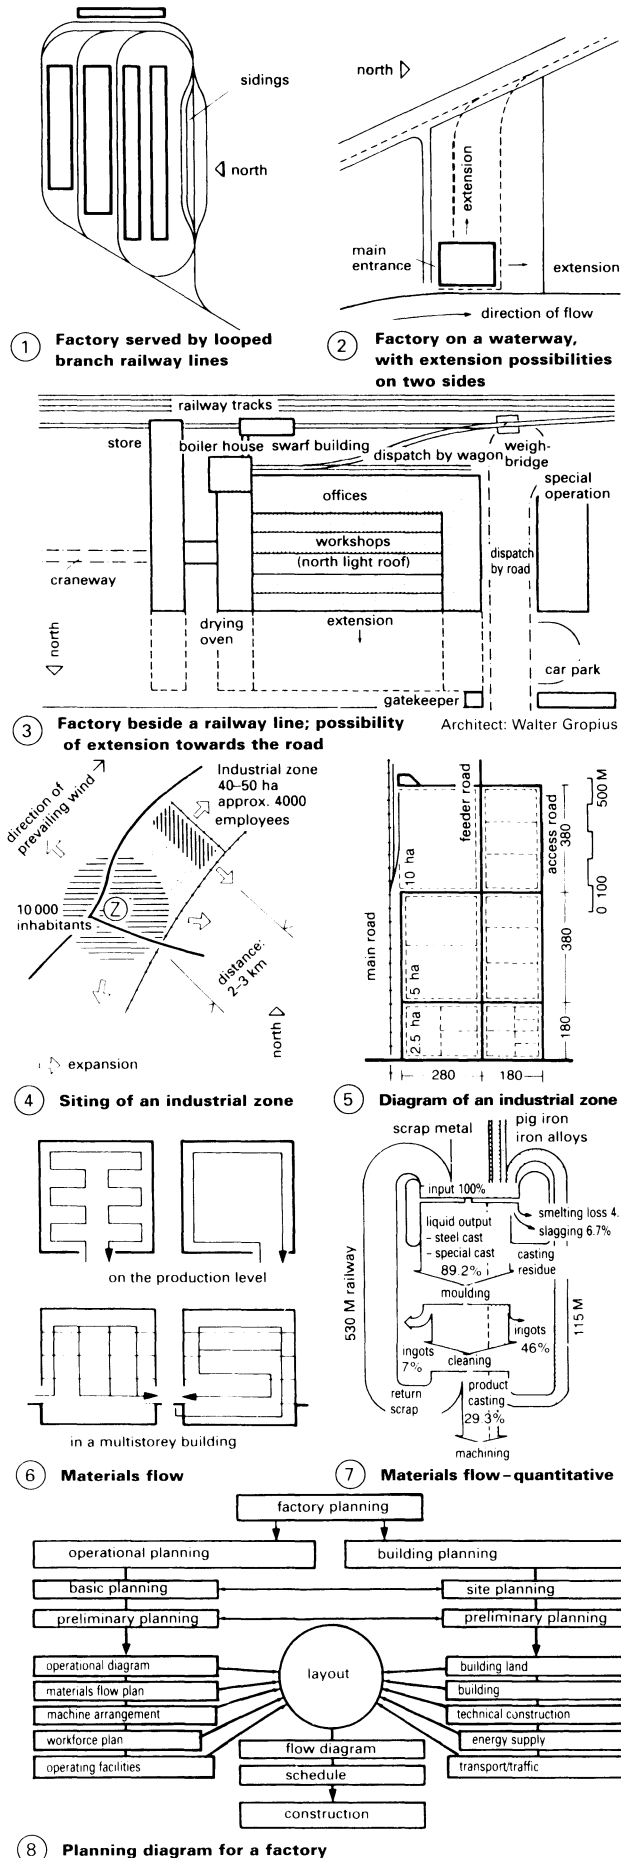 sidings
north
1 Factory served by looped
branch railway lines
north
extension
main
entrance
extension
direction of flow
2 Factory on a waterway,
with extension possibilities
on two sides
railway tracks
store
boiler house
swarf building
dispatch by wagon
weigh-
bridge
special
operation
offices
workshops
(north light roof)
dispatch
by road
craneway
north
drying
oven
extension
car park
gatekeeper
3 Factory beside a railway line; possibility
of extension towards the road
Architect: Walter Gropius
direction of
prevailing wind
Industrial zone
40–50 ha
approx. 4000
employees
Z
10 000
inhabitants
distance:
2–3 km
north
expansion
4 Siting of an industrial zone
feeder road
access road
main road
10 ha
5 ha
2.5 ha
380
380
180
280
180
0 100
500 M
5 Diagram of an industrial zone
on the production level
in a multistorey building
6 Materials flow
scrap metal
pig iron
iron alloys
input 100%
smelting loss 4.
slagging 6.7%
liquid output
– steel cast
– special cast
89.2%
casting
residue
moulding
530 M railway
115 M
ingots
7%
ingots
46%
cleaning
return
scrap
product
casting
29.3%
machining
7 Materials flow – quantitative
factory planning
operational planning
building planning
basic planning
site planning
preliminary planning
preliminary planning
operational diagram
materials flow plan
machine arrangement
workforce plan
operating facilities
layout
building land
building
technical construction
energy supply
transport/traffic
flow diagram
schedule
construction
8 Planning diagram for a factory